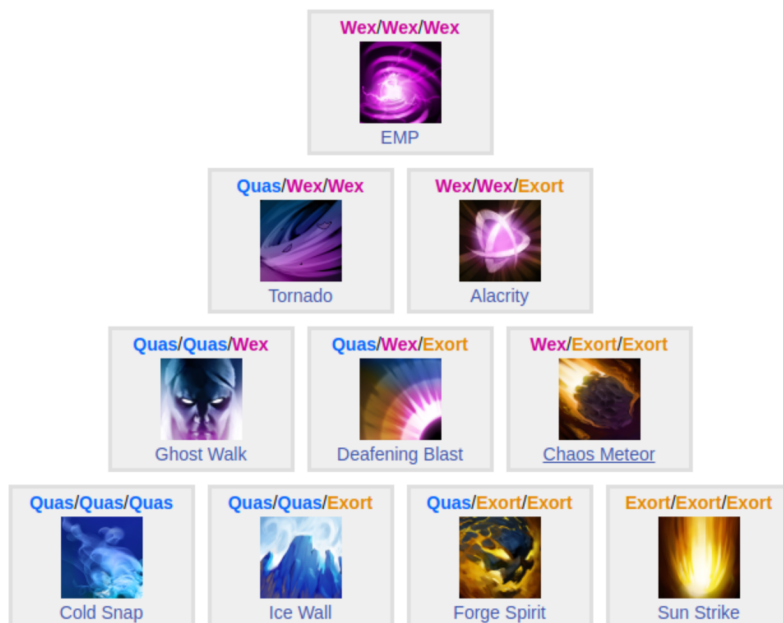 Wex/Wex/Wex
EMP
Quas/Wex/Wex
Wex/Wex/Exort
Tornado
Alacrity
Quas/Quas/Wex
Quas/Wex/Exort
Wex/Exort/Exort
Ghost Walk
Deafening Blast
Chaos Meteor
Quas/Quas/Quas
Quas/Quas/Exort
Quas/Exort/Exort
Exort/Exort/Exort
Cold Snap
Ice Wall
Forge Spirit
Sun Strike